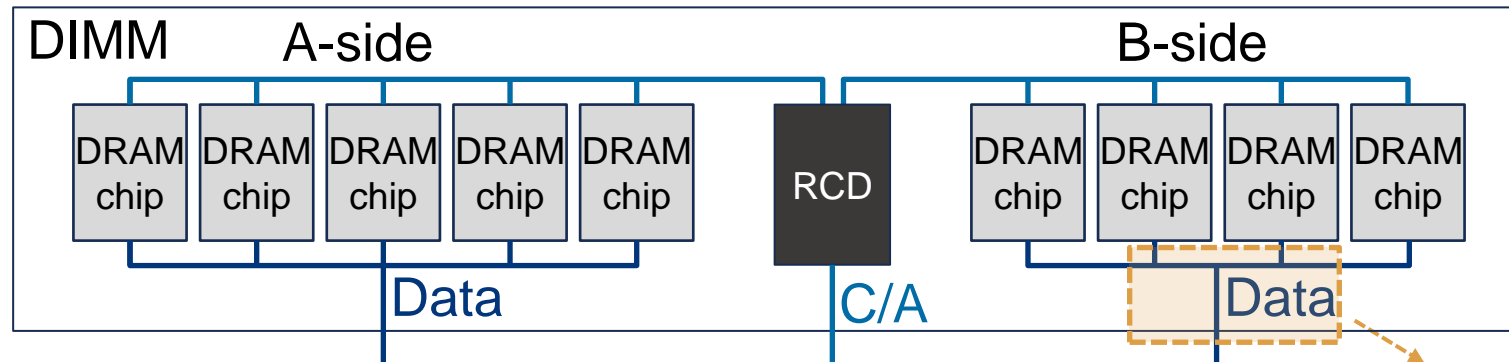 DIMM
A-side
B-side
DRAM
chip
DRAM
chip
DRAM
chip
DRAM
chip
DRAM
chip
RCD
DRAM
chip
DRAM
chip
DRAM
chip
DRAM
chip
Data
C/A
Data